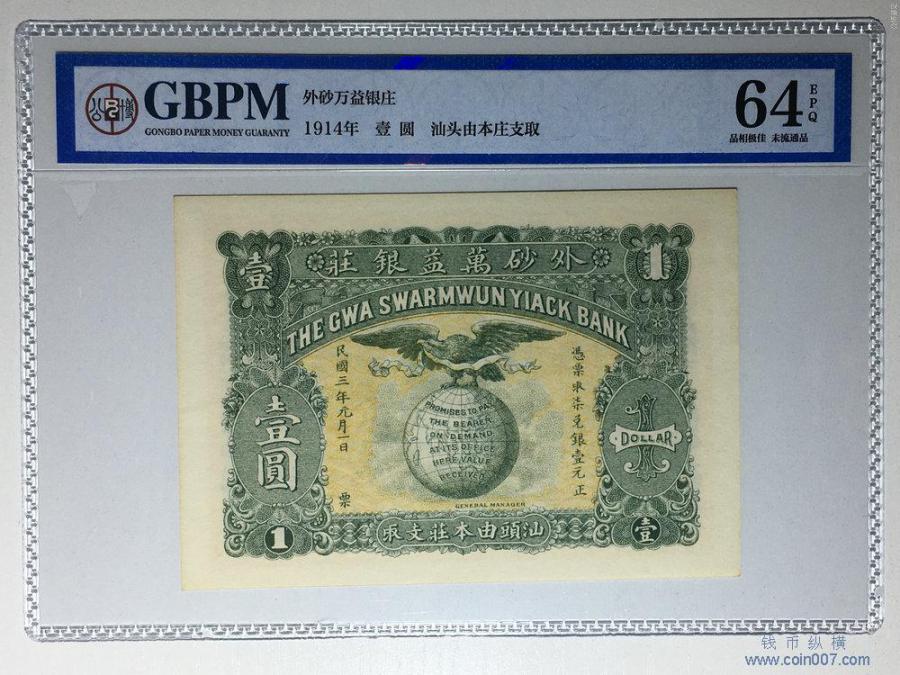 GBPM
GONGBO PAPER MONEY GUARANTY
外砂万益银庄
1914年 壹 圆 汕头由本庄支取
64
EPQ
品相极佳 未流通品
壹
莊銀益萬砂外
1
THE GWA SWARMWUN YIACK BANK
民國三年元月一日
票
憑票來柒兌銀壹元正
PROMISES TO PAY
THE BEARER
ON DEMAND
AT ITS OFFICE
HERE, VALUE
RECEIVED
壹圓
1
DOLLAR
GENERAL MANAGER
1
取支莊本由頭汕
壹
钱币纵横
www.coin007.com